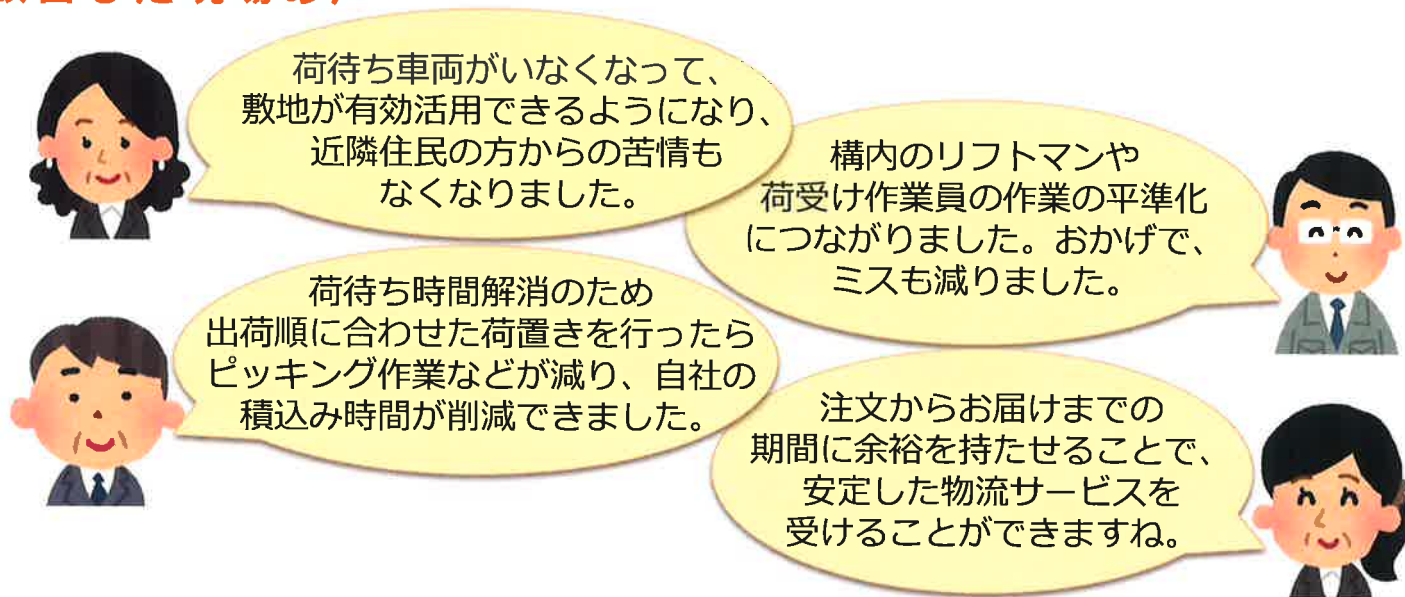 荷待ち車両がいなくなって、
敷地が有効活用できるようになり、
近隣住民の方からの苦情も
なくなりました。
構内のリフトマンや
荷受け作業員の作業の平準化
につながりました。おかげで、
ミスも減りました。
荷待ち時間解消のため
出荷順に合わせた荷置きを行ったら
ピッキング作業などが減り、自社の
積込み時間が削減できました。
注文からお届けまでの
期間に余裕を持たせることで、
安定した物流サービスを
受けることができますね。